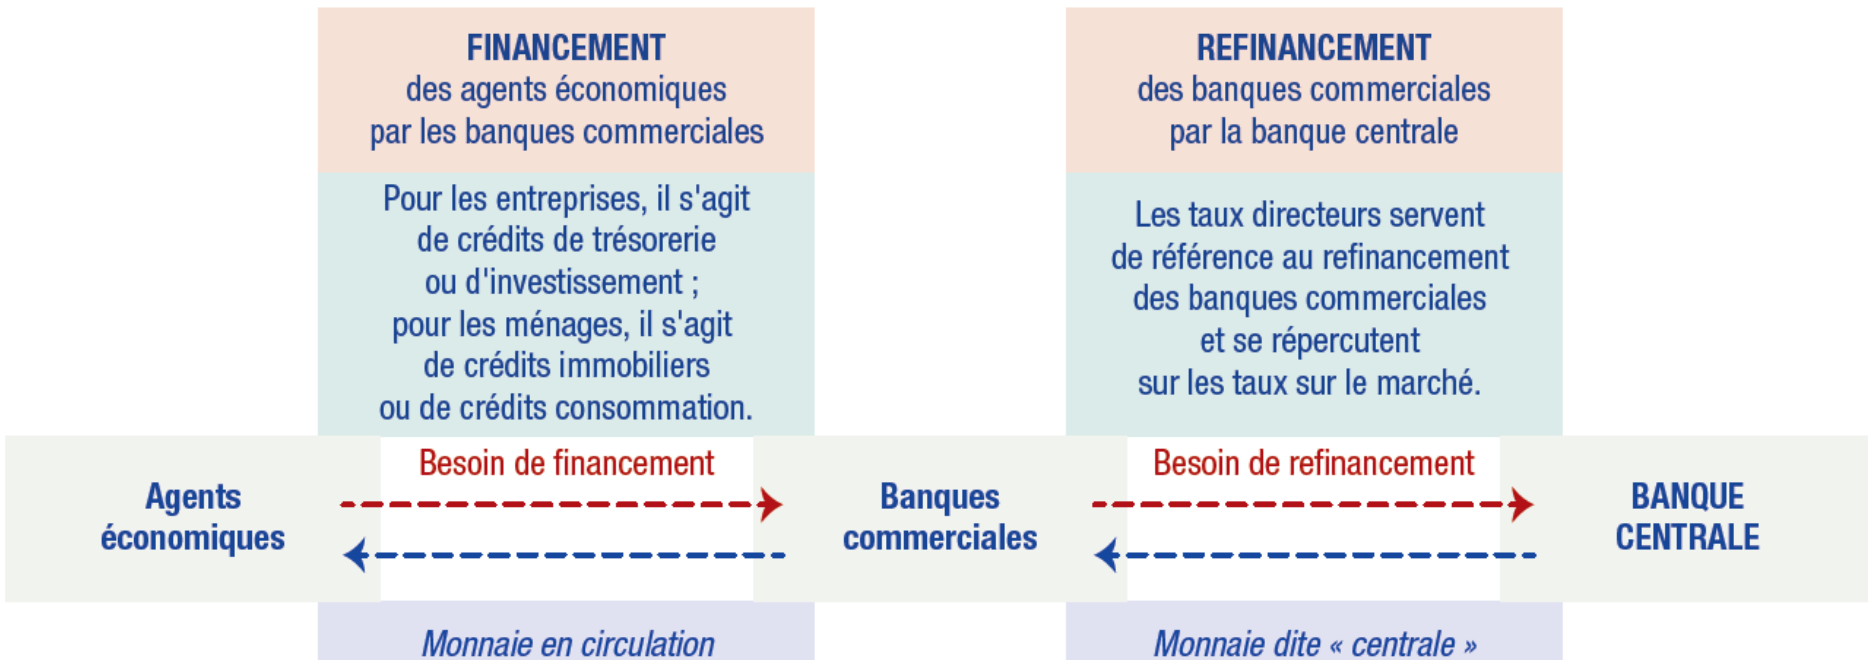 FINANCEMENT
des agents économiques
par les banques commerciales
Pour les entreprises, il s'agit
de crédits de trésorerie
ou d'investissement ;
pour les ménages, il s'agit
de crédits immobiliers
ou de crédits consommation.
REFINANCEMENT
des banques commerciales
par la banque centrale
Les taux directeurs servent
de référence au refinancement
des banques commerciales
et se répercutent
sur les taux sur le marché.
Agents
économiques
Besoin de financement
Banques
commerciales
Besoin de refinancement
BANQUE
CENTRALE
Monnaie en circulation
Monnaie dite « centrale »